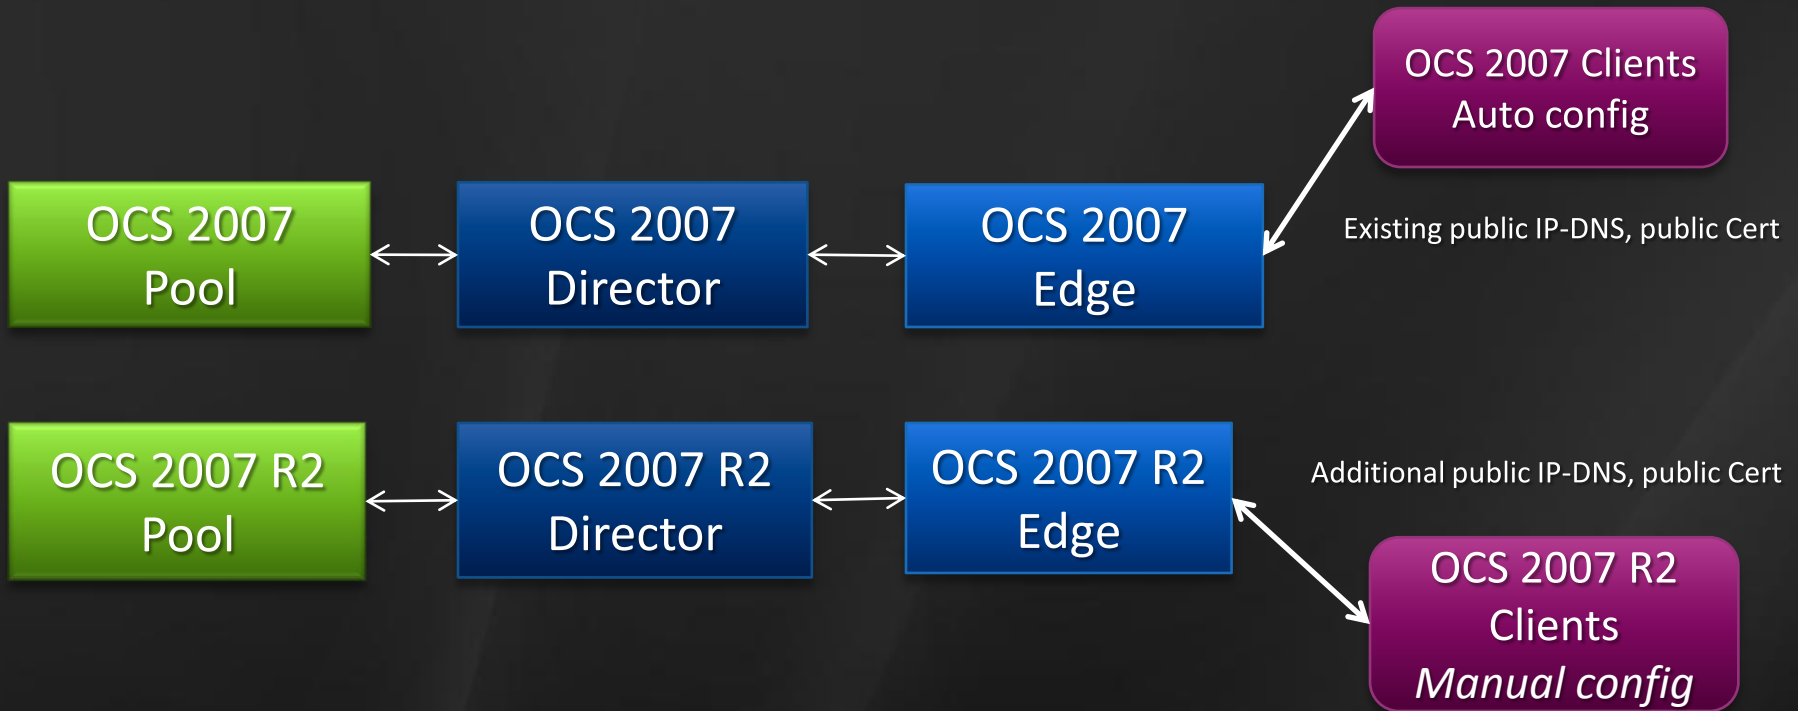 OCS 2007 Clients
Auto config
OCS 2007
Pool
OCS 2007
Director
OCS 2007
Edge
Existing public IP-DNS, public Cert
OCS 2007 R2
Pool
OCS 2007 R2
Director
OCS 2007 R2
Edge
Additional public IP-DNS, public Cert
OCS 2007 R2
Clients
Manual config